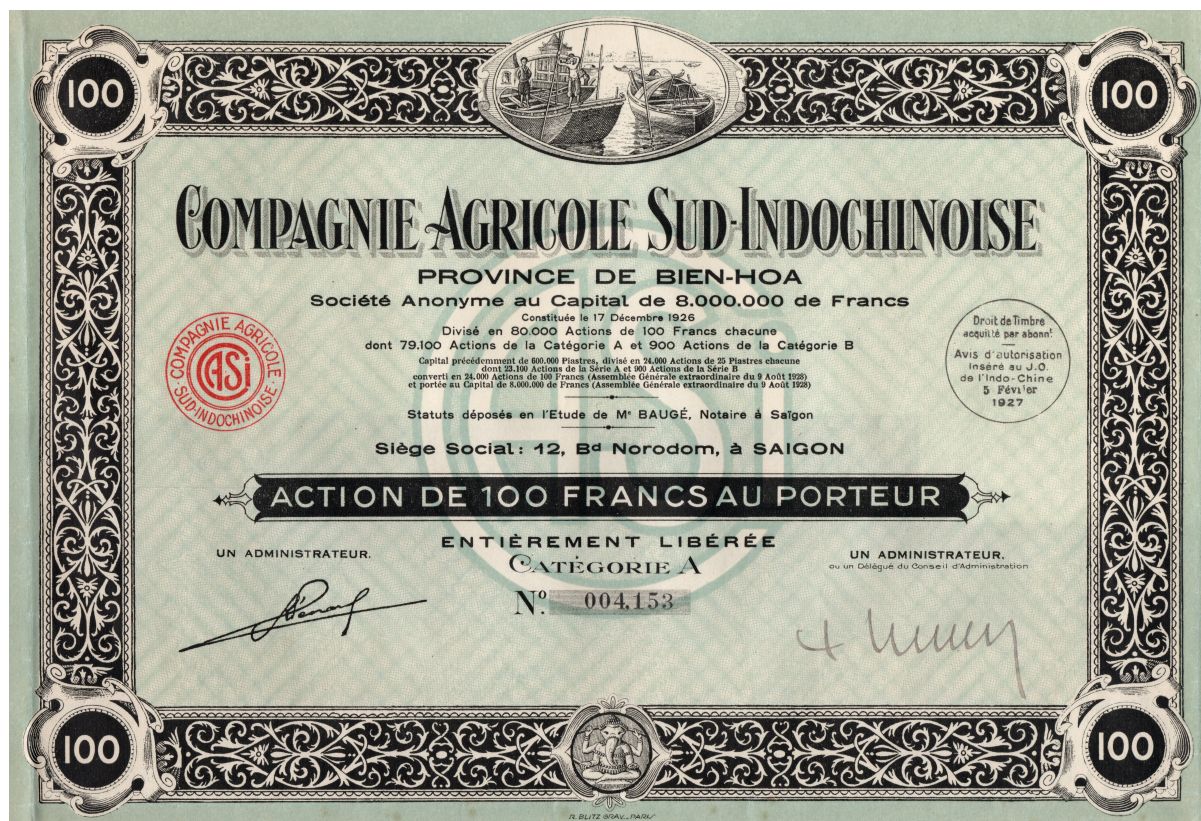 100
100
COMPAGNIE AGRICOLE SUD-INDOCHINOISE
PROVINCE DE BIEN-HOA
Société Anonyme au Capital de 8.000.000 de Francs
Constituée le 17 Décembre 1926
Divisé en 80.000 Actions de 100 Francs chacune
dont 79.100 Actions de la Catégorie A et 900 Actions de la Catégorie B
Capital précédemment de 600.000 Piastres, divisé en 24.000 Actions de 25 Piastres chacune
dont 23.100 Actions de la Série A et 900 Actions de la Série B
converti en 24.000 Actions de 100 Francs (Assemblée Générale extraordinaire du 9 Août 1928)
et portée au Capital de 8.000.000 de Francs (Assemblée Générale extraordinaire du 9 Août 1928)
COMPAGNIE AGRICOLE
CASi
SUD-INDOCHINOISE
Droit de Timbre
acquitté par abonnt
Avis d'autorisation
inséré au J.O.
de l'Indo-Chine
5 Février
1927
Statuts déposés en l'Etude de Me BAUGÉ, Notaire à Saïgon
Siège Social: 12, Bd Norodom, à SAIGON
CASi
ACTION DE 100 FRANCS AU PORTEUR
ENTIÈREMENT LIBÉRÉE
CATÉGORIE A
No. 004,153
UN ADMINISTRATEUR.
UN ADMINISTRATEUR.
ou un Délégué du Conseil d'Administration
100
100
R. BLITZ GRAV._PARIS